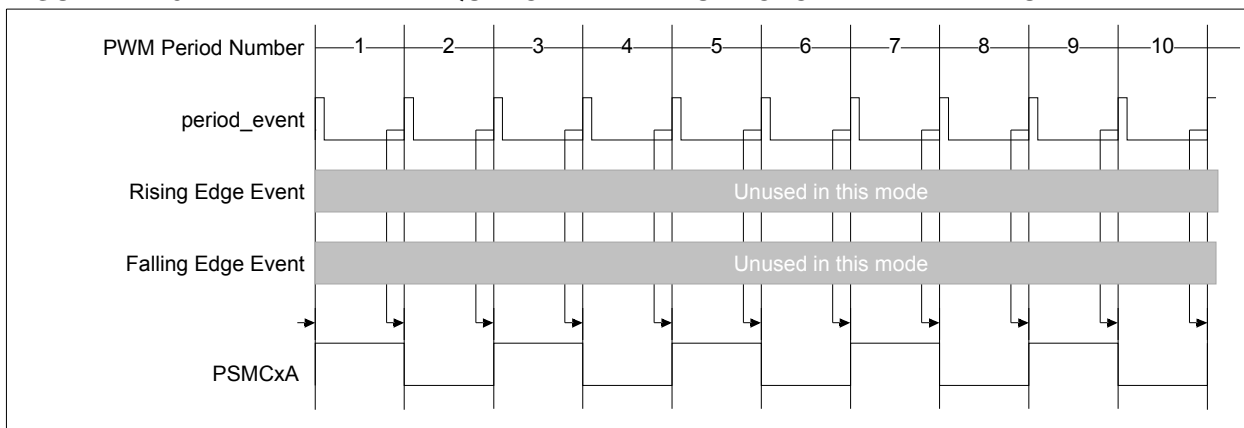 PWM Period Number 1 2 3 4 5 6 7 8 9 10
period_event
Rising Edge Event Unused in this mode
Falling Edge Event Unused in this mode
PSMCxA